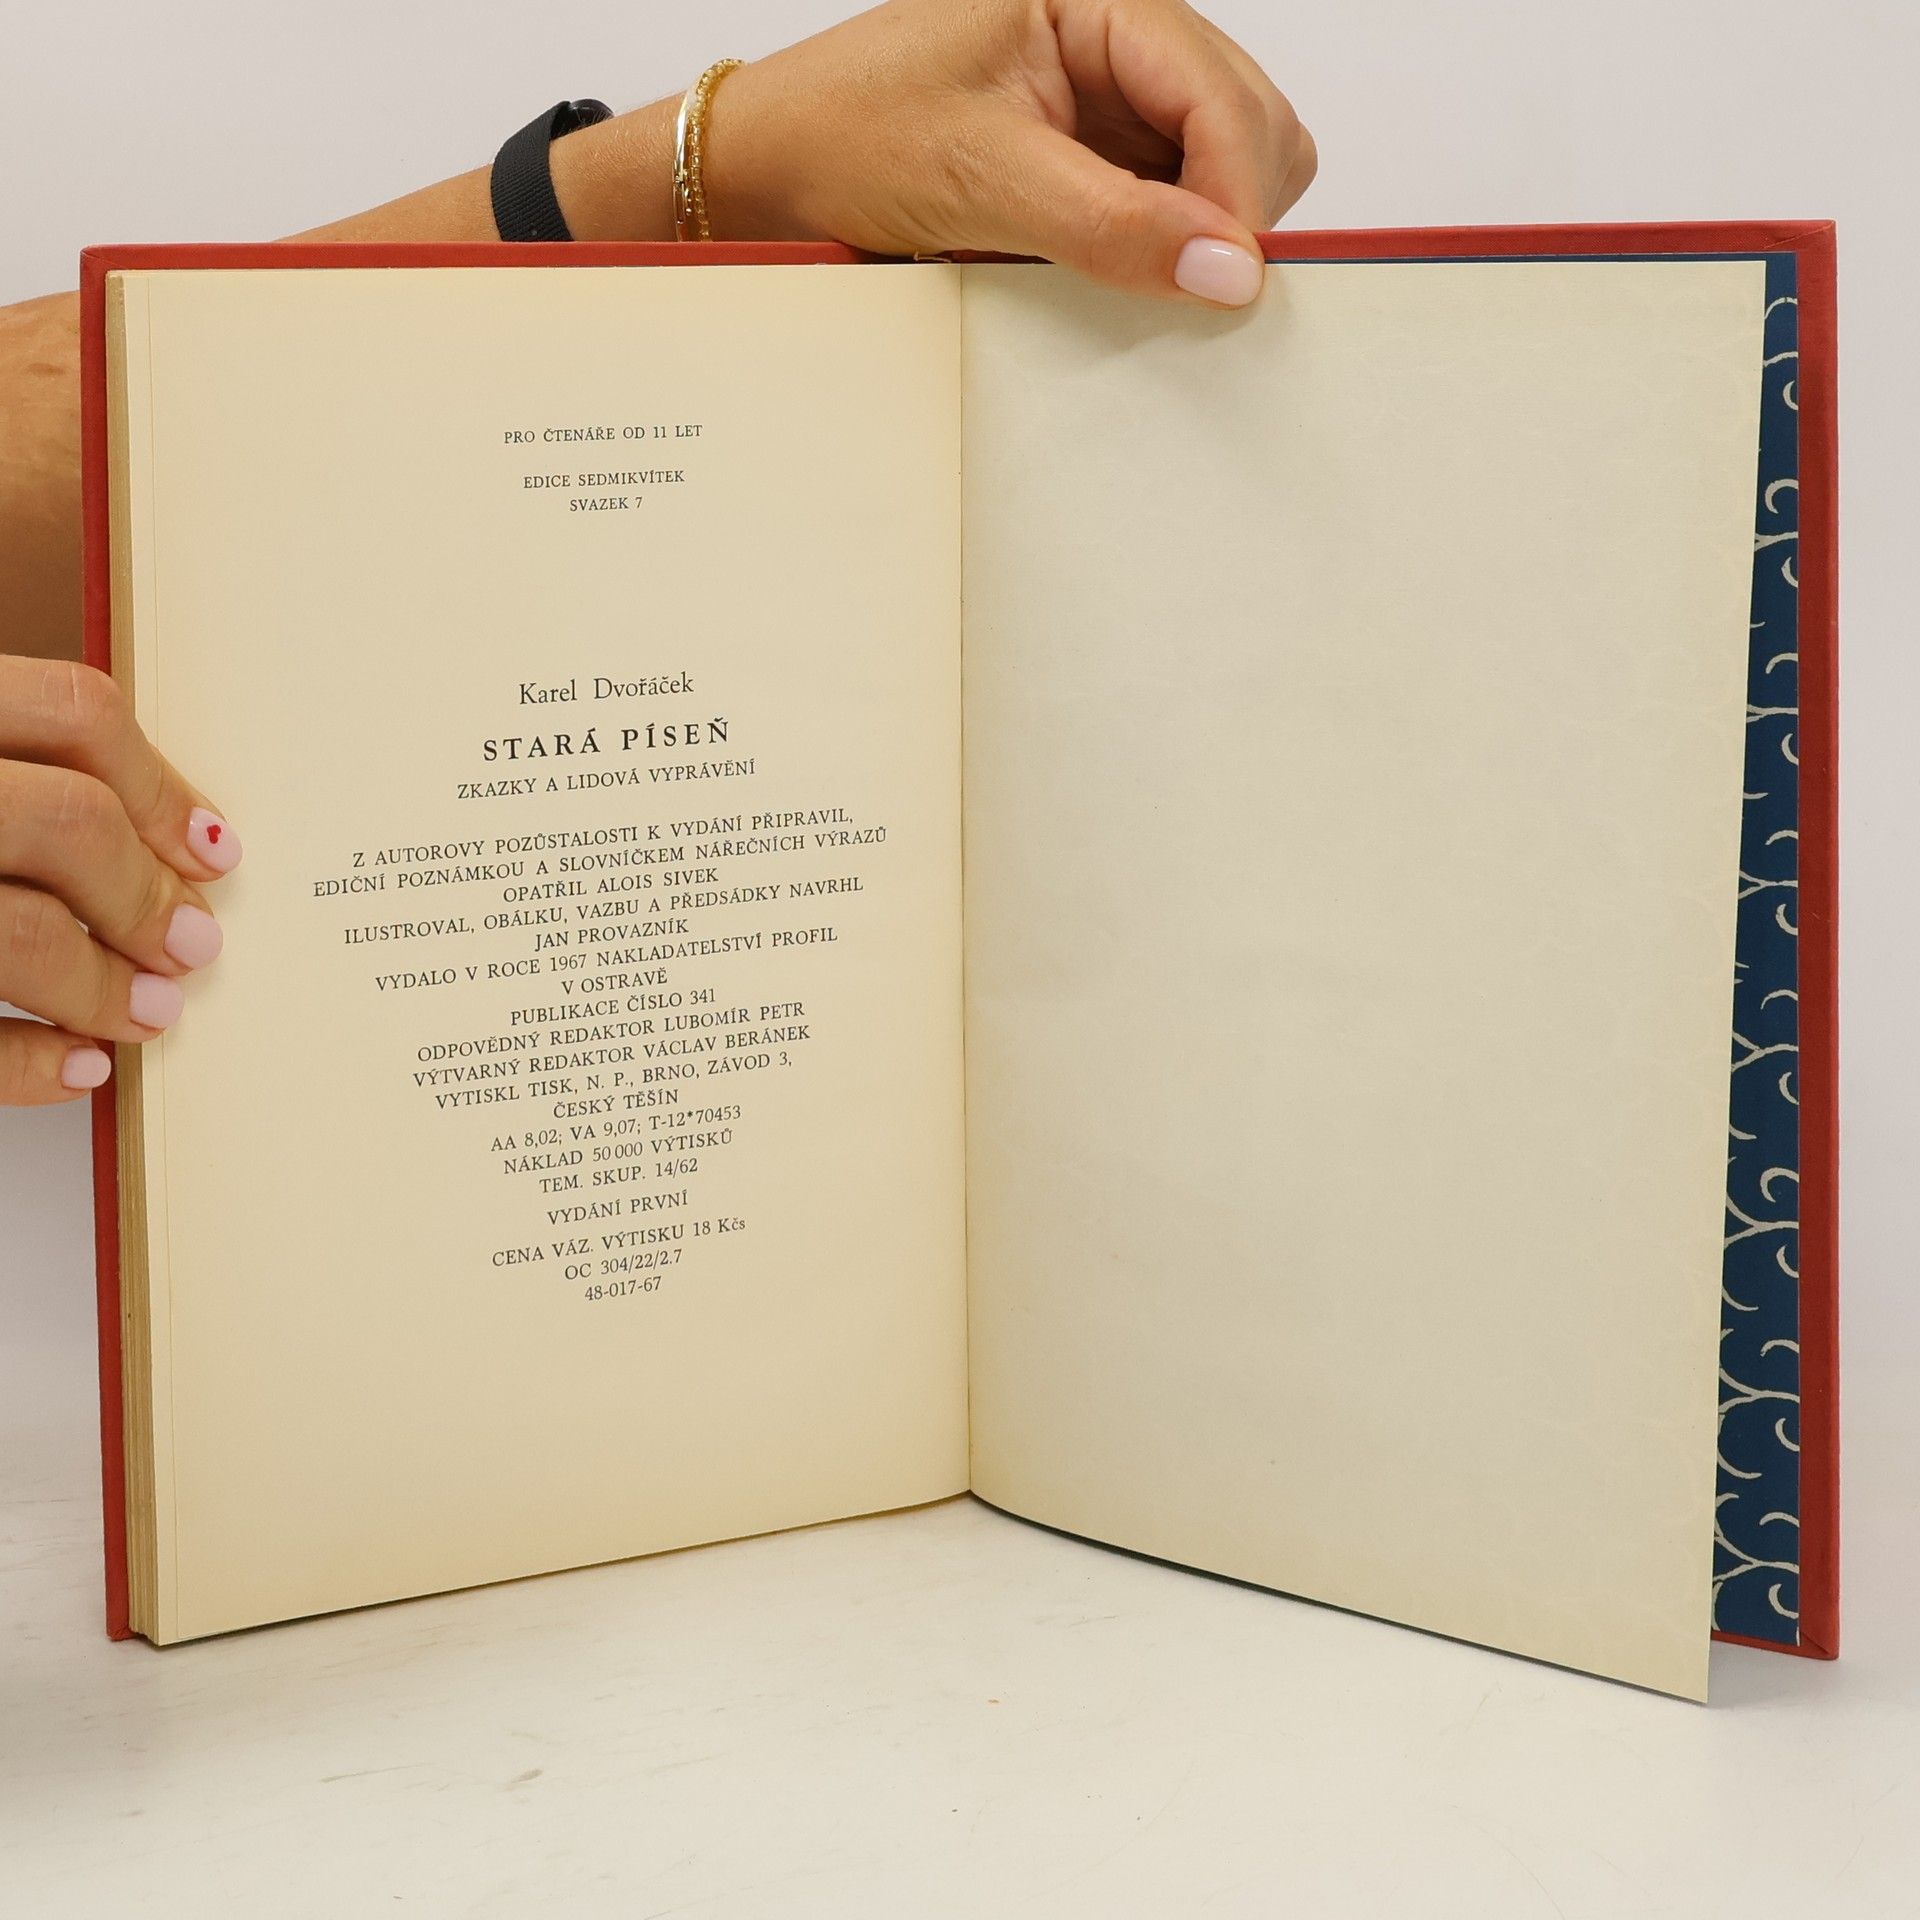 PRO ČTENÁŘE OD 11 LET
EDICE SEDMIKVÍTEK
SVAZEK 7
Karel Dvořáček
STARÁ PÍSEŇ
ZKAZKY A LIDOVÁ VYPRÁVĚNÍ
Z AUTOROVY POZŮSTALOSTI K VYDÁNÍ PŘIPRAVIL,
EDIČNÍ POZNÁMKOU A SLOVNÍČKEM NÁŘEČNÍCH VÝRAZŮ
OPATŘIL ALOIS SIVEK
ILUSTROVAL, OBÁLKU, VAZBU A PŘEDSÁDKY NAVRHL
JAN PROVAZNÍK
VYDALO V ROCE 1967 NAKLADATELSTVÍ PROFIL
V OSTRAVĚ
PUBLIKACE ČÍSLO 341
ODPOVĚDNÝ REDAKTOR LUBOMÍR PETR
VÝTVARNÝ REDAKTOR VÁCLAV BERÁNEK
VYTISKL TISK, N. P., BRNO, ZÁVOD 3,
ČESKÝ TĚŠÍN
AA 8,02; VA 9,07; T-12*70453
NÁKLAD 50 000 VÝTISKŮ
TEM. SKUP. 14/62
VYDÁNÍ PRVNÍ
CENA VÁZ. VÝTISKU 18 Kčs
OC 304/22/2.7
48-017-67